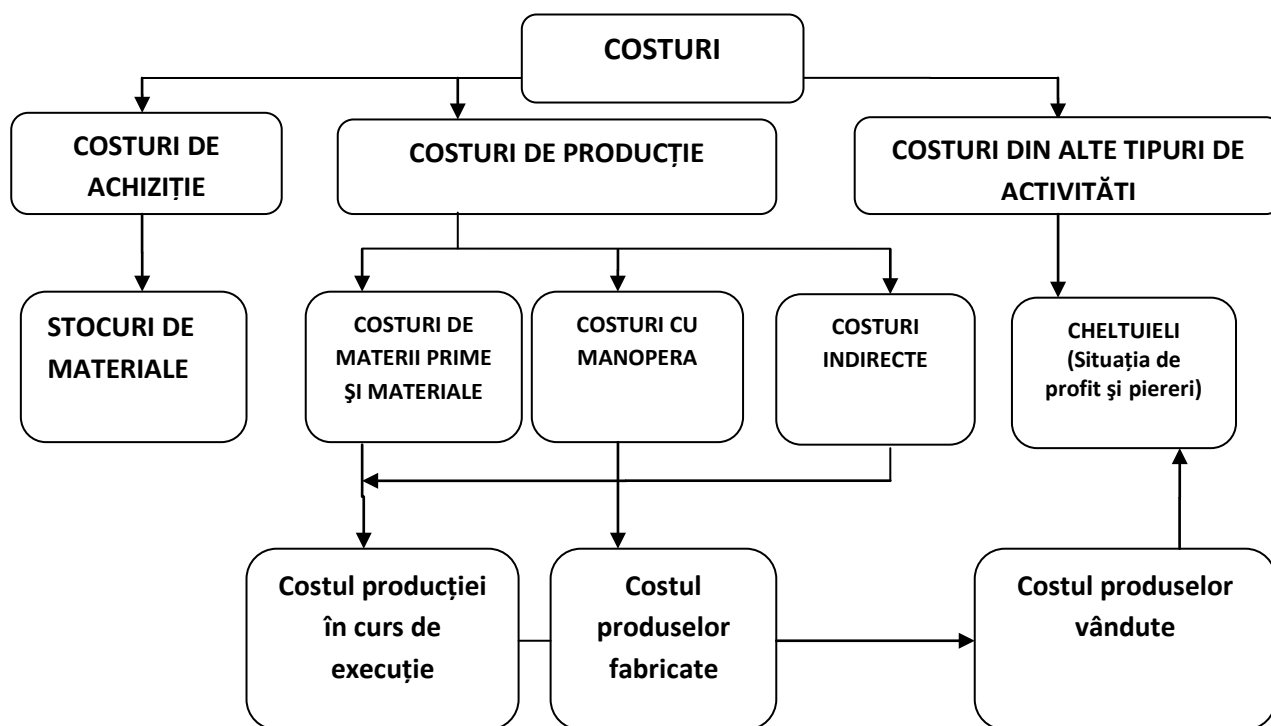 COSTURI
COSTURI DE
ACHIZIȚIE
COSTURI DE PRODUCȚIE
COSTURI DIN ALTE TIPURI DE
ACTIVITĂTI
STOCURI DE
MATERIALE
COSTURI DE
MATERII PRIME
ŞI MATERIALE
COSTURI CU
MANOPERA
COSTURI
INDIRECTE
CHELTUIELI
(Situația de
profit şi piereri)
Costul producției
în curs de
execuție
Costul
produselor
fabricate
Costul produselor
vândute